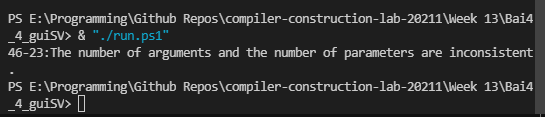 PS E:\Programming\Github Repos\compiler-construction-lab-20211\Week 13\Bai4
_4_guiSV> & "./run.ps1"
46-23:The number of arguments and the number of parameters are inconsistent
.
PS E:\Programming\Github Repos\compiler-construction-lab-20211\Week 13\Bai4
_4_guiSV>